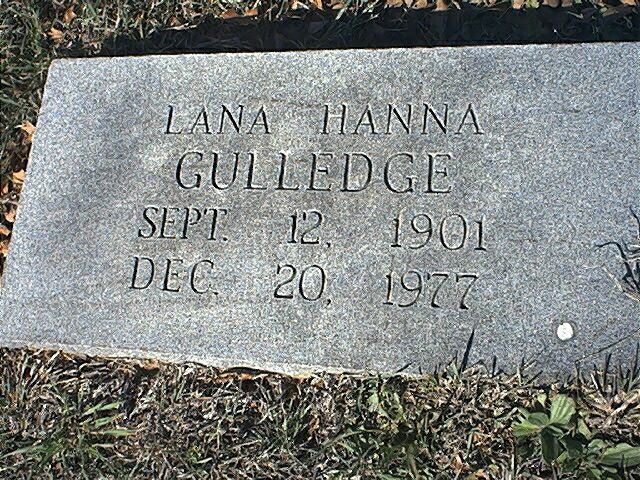 LANA HANNA
GULLEDGE
SEPT. 12, 1901
DEC. 20, 1977